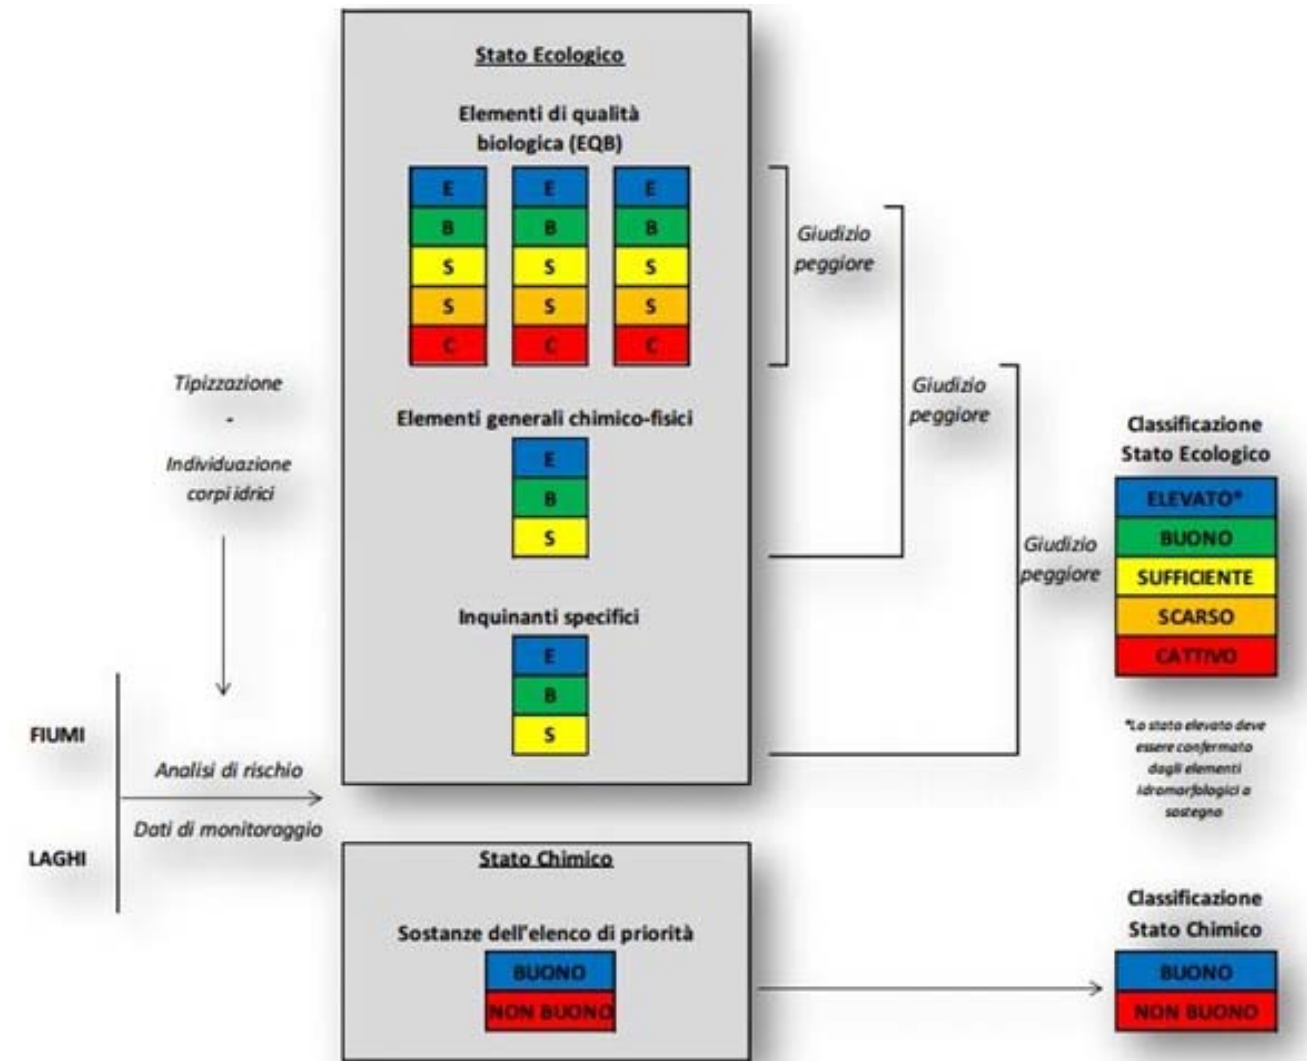 Stato Ecologico
Elementi di qualità
biologica (EQB)
E E E
B B B
S S S
S S S
C C C
Giudizio
peggiore
Giudizio
peggiore
Giudizio
peggiore
Elementi generali chimico-fisici
E
B
S
Inquinanti specifici
E
B
S
Tipizzazione
-
Individuazione
corpi idrici
FIUMI
LAGHI
Analisi di rischio
Dati di monitoraggio
Classificazione
Stato Ecologico
ELEVATO*
BUONO
SUFFICIENTE
SCARSO
CATTIVO
*Lo stato elevato deve
essere confermato
dagli elementi
idromorfologici a
sostegno
Stato Chimico
Sostanze dell'elenco di priorità
BUONO
NON BUONO
Classificazione
Stato Chimico
BUONO
NON BUONO